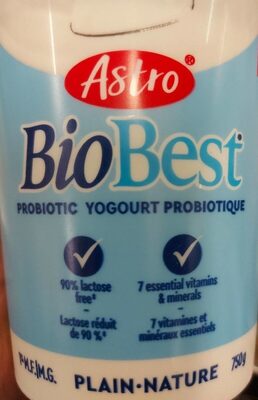 Astro®
BioBest
PROBIOTIC YOGOURT PROBIOTIQUE
90% lactose
free‡
–
Lactose réduit
de 90 %‡
7 essential vitamins
& minerals
–
7 vitamines et
minéraux essentiels
M.F./M.G.
PLAIN·NATURE
750g